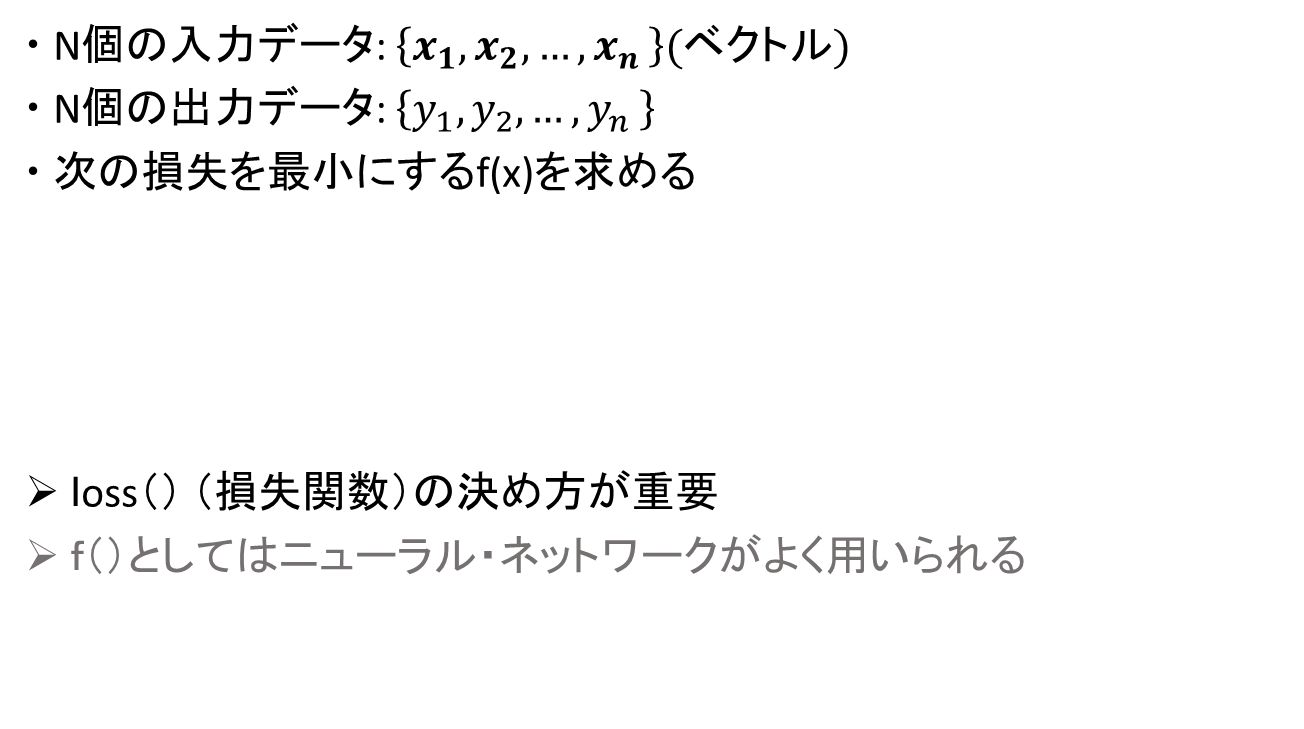 ・N個の入力データ: {𝒙₁, 𝒙₂, … , 𝒙ₙ }(ベクトル)
・N個の出力データ: {𝑦₁, 𝑦₂, … , 𝑦ₙ }
・次の損失を最小にするf(x)を求める
➢ loss（）（損失関数）の決め方が重要
➢ f（）としてはニューラル・ネットワークがよく用いられる